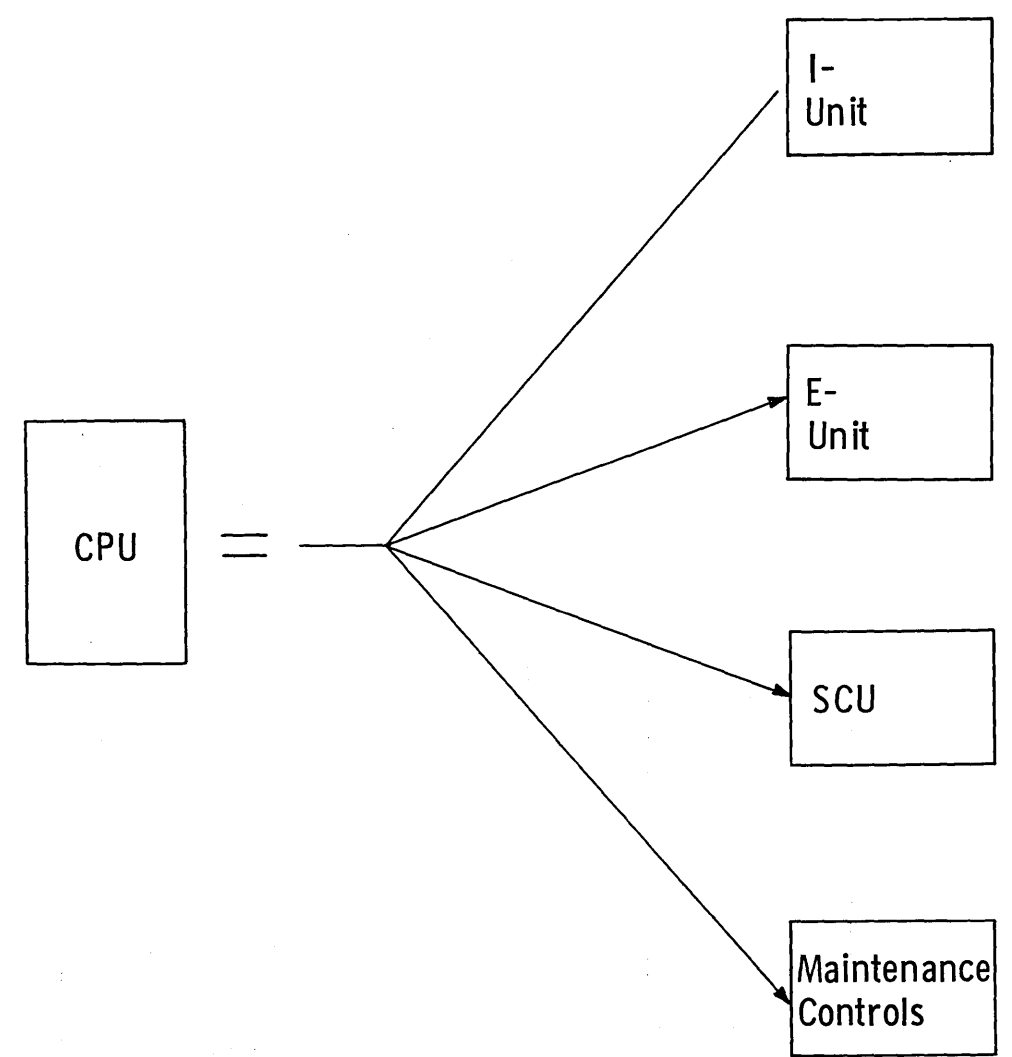 I-
Unit
E-
Unit
CPU
=
SCU
Maintenance
Controls